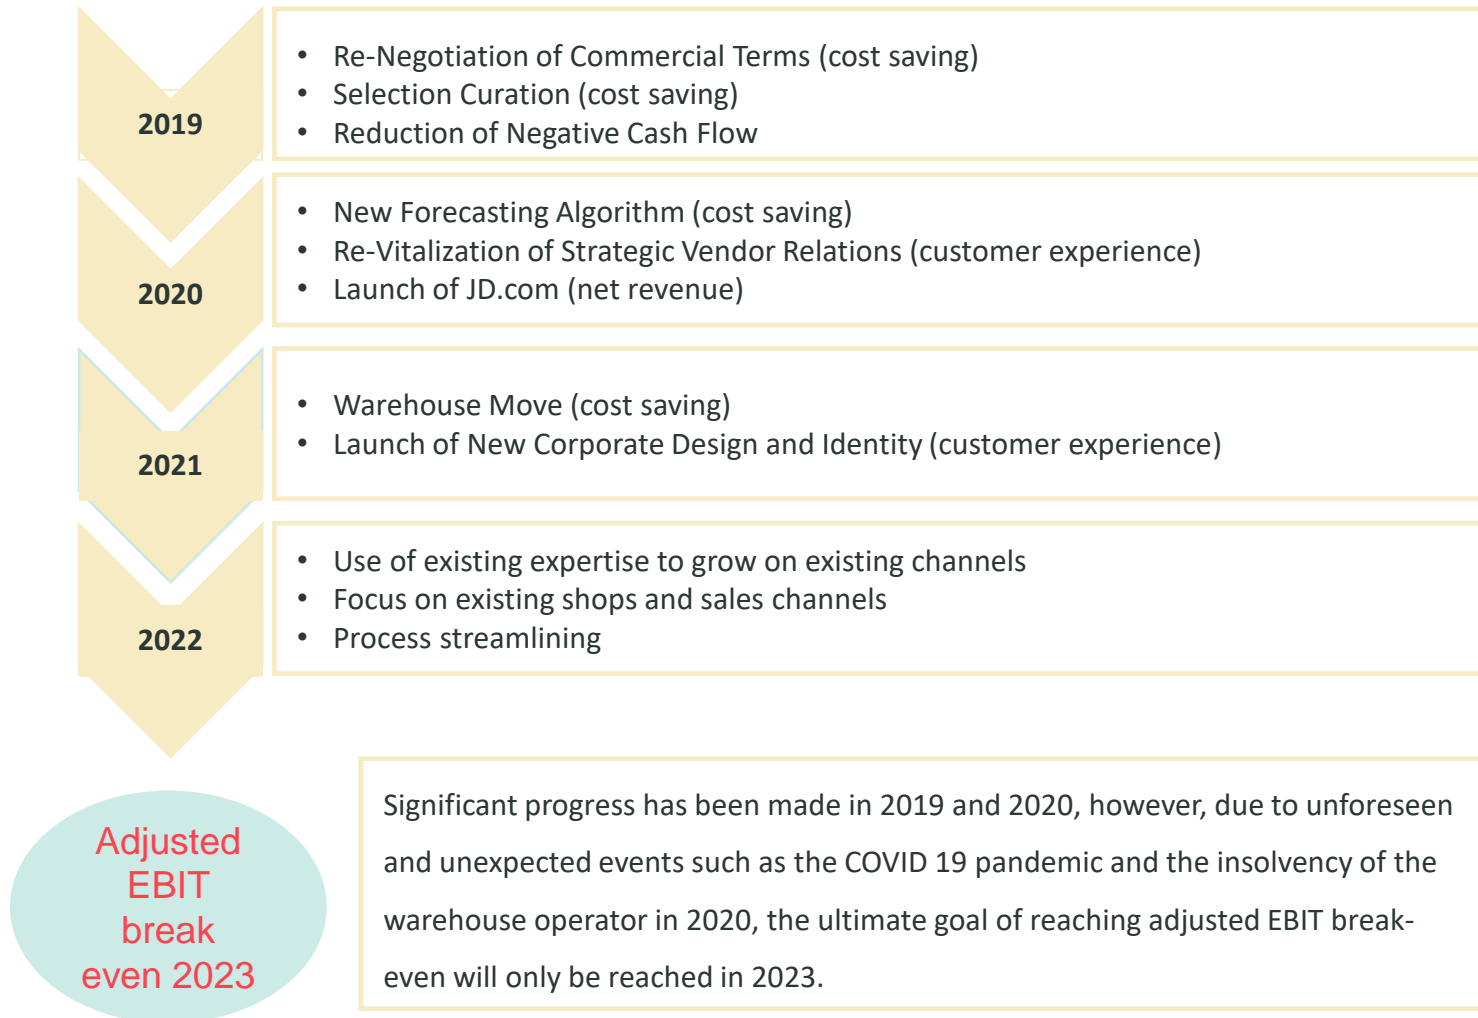 2019
• Re-Negotiation of Commercial Terms (cost saving)
• Selection Curation (cost saving)
• Reduction of Negative Cash Flow
2020
• New Forecasting Algorithm (cost saving)
• Re-Vitalization of Strategic Vendor Relations (customer experience)
• Launch of JD.com (net revenue)
2021
• Warehouse Move (cost saving)
• Launch of New Corporate Design and Identity (customer experience)
2022
• Use of existing expertise to grow on existing channels
• Focus on existing shops and sales channels
• Process streamlining
Adjusted
EBIT
break
even 2023
Significant progress has been made in 2019 and 2020, however, due to unforeseen
and unexpected events such as the COVID 19 pandemic and the insolvency of the
warehouse operator in 2020, the ultimate goal of reaching adjusted EBIT break-
even will only be reached in 2023.